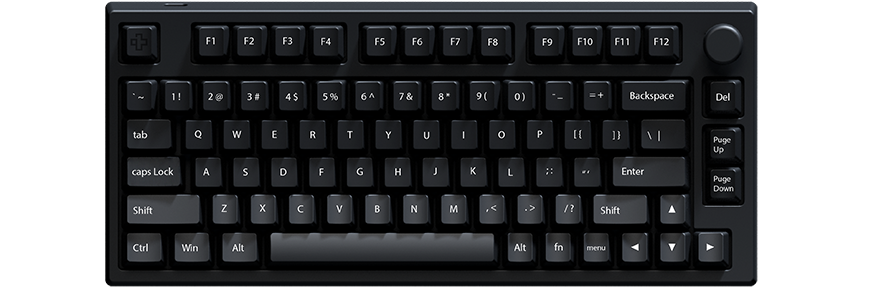 F1 F2 F3 F4 F5 F6 F7 F8 F9 F10 F11 F12
` ~ 1 ! 2 @ 3 # 4 $ 5 % 6 ^ 7 & 8 * 9 ( 0 ) - _ = + Backspace Del
tab Q W E R T Y U I O P [ { ] } \ | Puge Up
caps Lock A S D F G H J K L ; : " ' Enter Puge Down
Shift Z X C V B N M , < . > / ? Shift ▲
Ctrl Win Alt Alt fn menu ◀ ▼ ▶